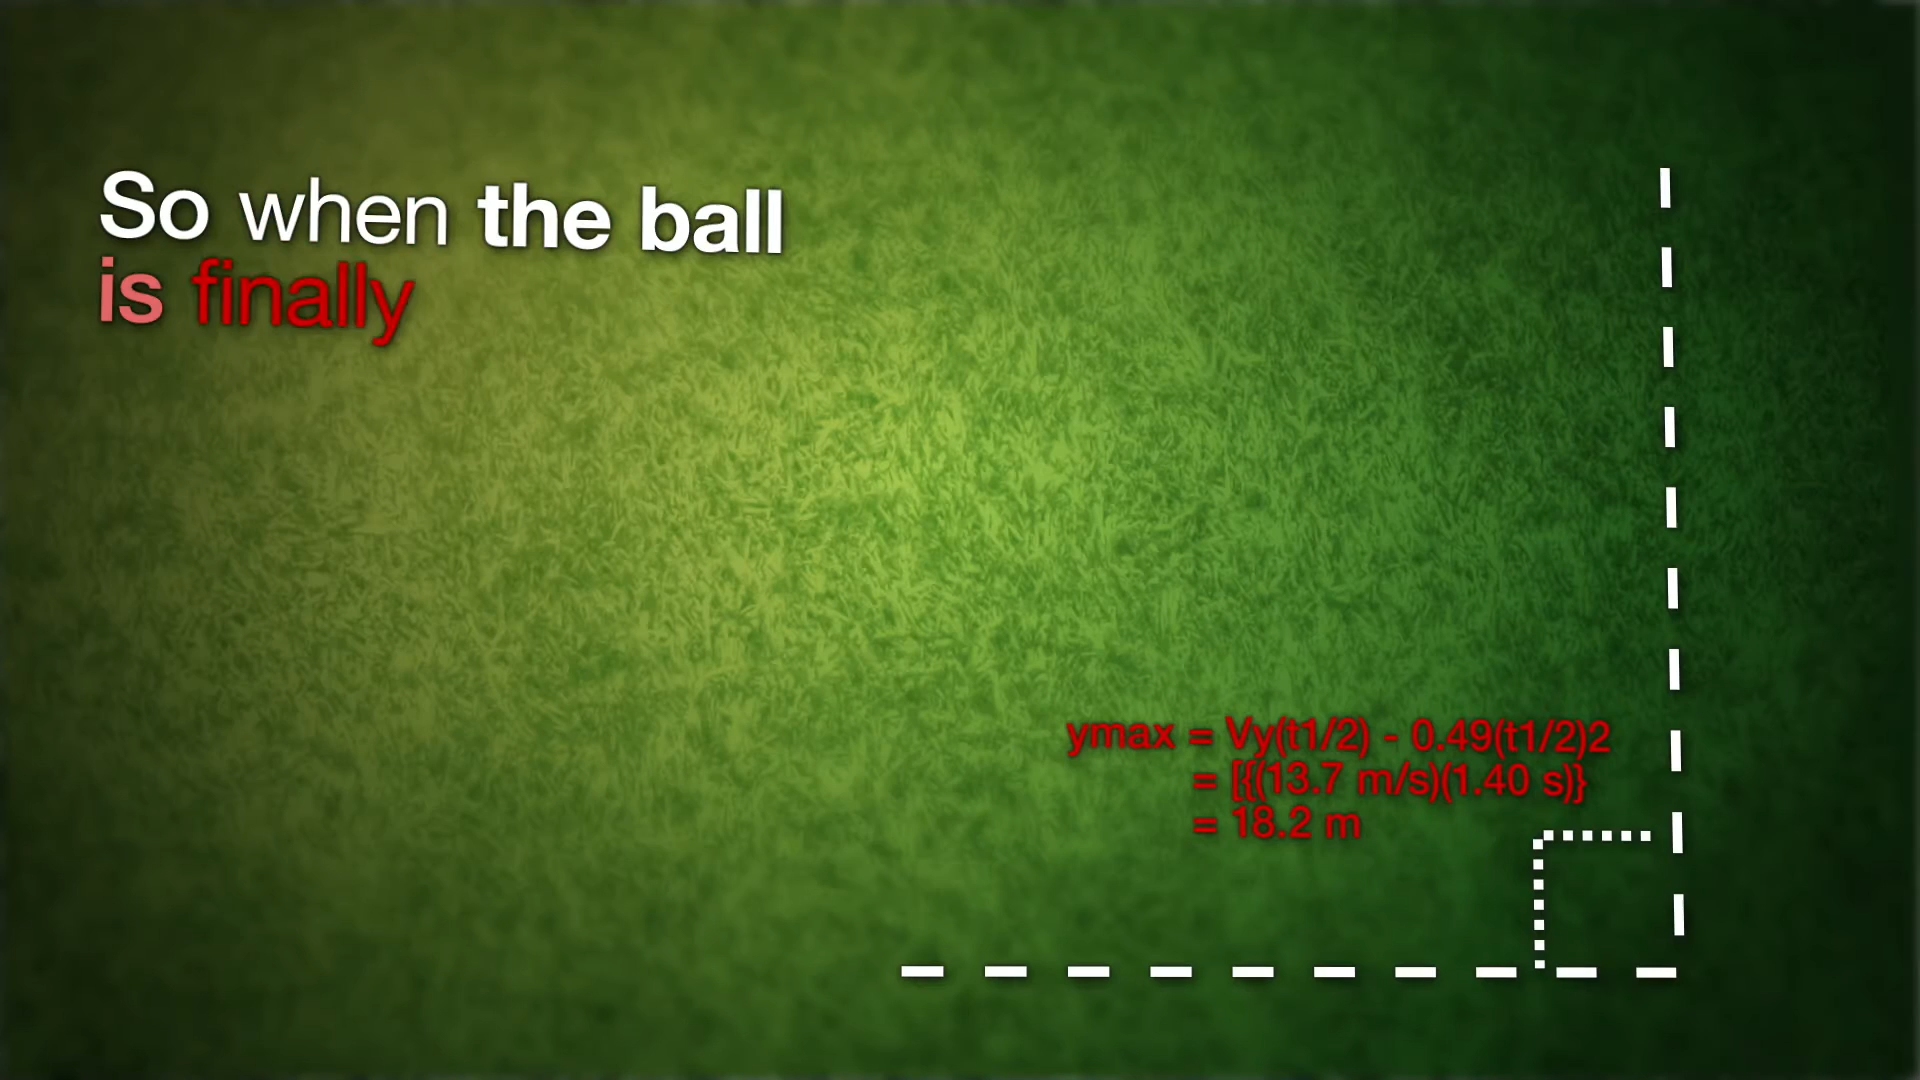 So when the ball
is finally
ymax = Vy(t1/2) - 0.49(t1/2)2
= [{(13.7 m/s)(1.40 s)}
= 18.2 m